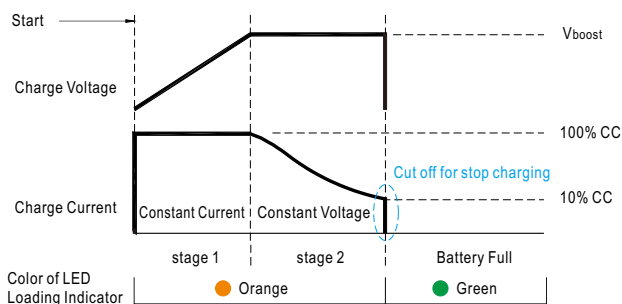 Start
Vboost
Charge Voltage
100% CC
Cut off for stop charging
10% CC
Charge Current
Constant Current
Constant Voltage
stage 1
stage 2
Battery Full
Color of LED
Loading Indicator
Orange
Green